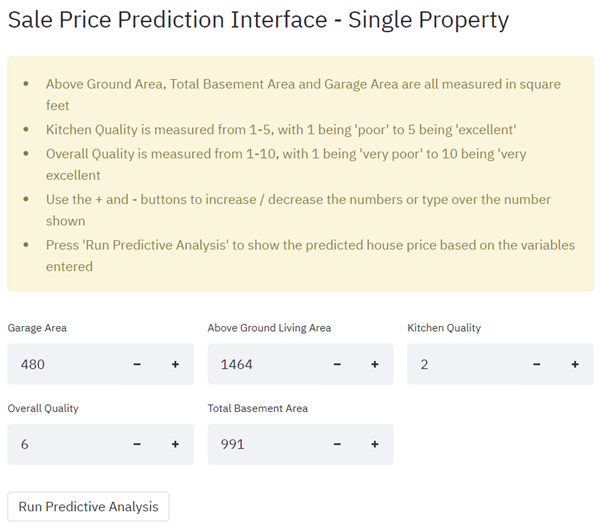 Sale Price Prediction Interface - Single Property
• Above Ground Area, Total Basement Area and Garage Area are all measured in square
feet
• Kitchen Quality is measured from 1-5, with 1 being 'poor' to 5 being 'excellent'
• Overall Quality is measured from 1-10, with 1 being 'very poor' to 10 being 'very
excellent
• Use the + and - buttons to increase / decrease the numbers or type over the number
shown
• Press 'Run Predictive Analysis' to show the predicted house price based on the variables
entered
Garage Area Above Ground Living Area Kitchen Quality
480 - + 1464 - + 2 - +
Overall Quality Total Basement Area
6 - + 991 - +
Run Predictive Analysis